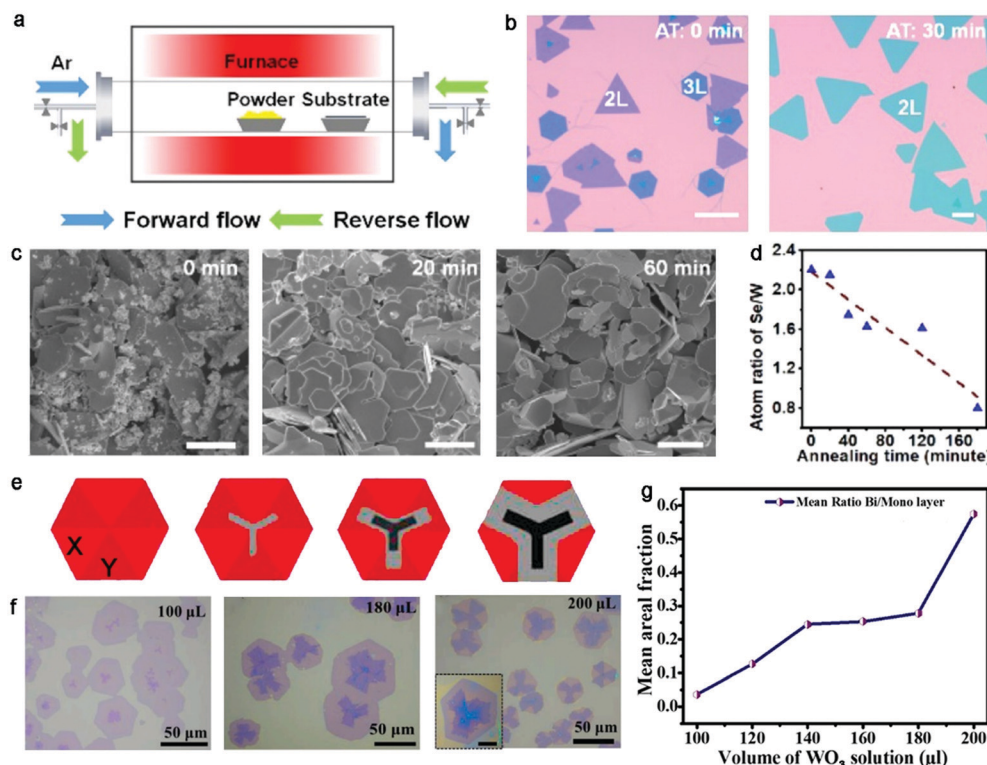 a
Furnace
Ar
Powder Substrate
Forward flow
Reverse flow
b
AT: 0 min
2L
3L
AT: 30 min
2L
c
0 min
20 min
60 min
d
Atom ratio of Se/W
2.4
2.0
1.6
1.2
0.8
0 40 80 120 160
Annealing time (minute)
e
X
Y
f
100 µL
50 µm
180 µL
50 µm
200 µL
50 µm
g
Mean Ratio Bi/Mono layer
Mean areal fraction
0.6
0.5
0.4
0.3
0.2
0.1
0.0
100 120 140 160 180 200
Volume of WO₃ solution (µl)